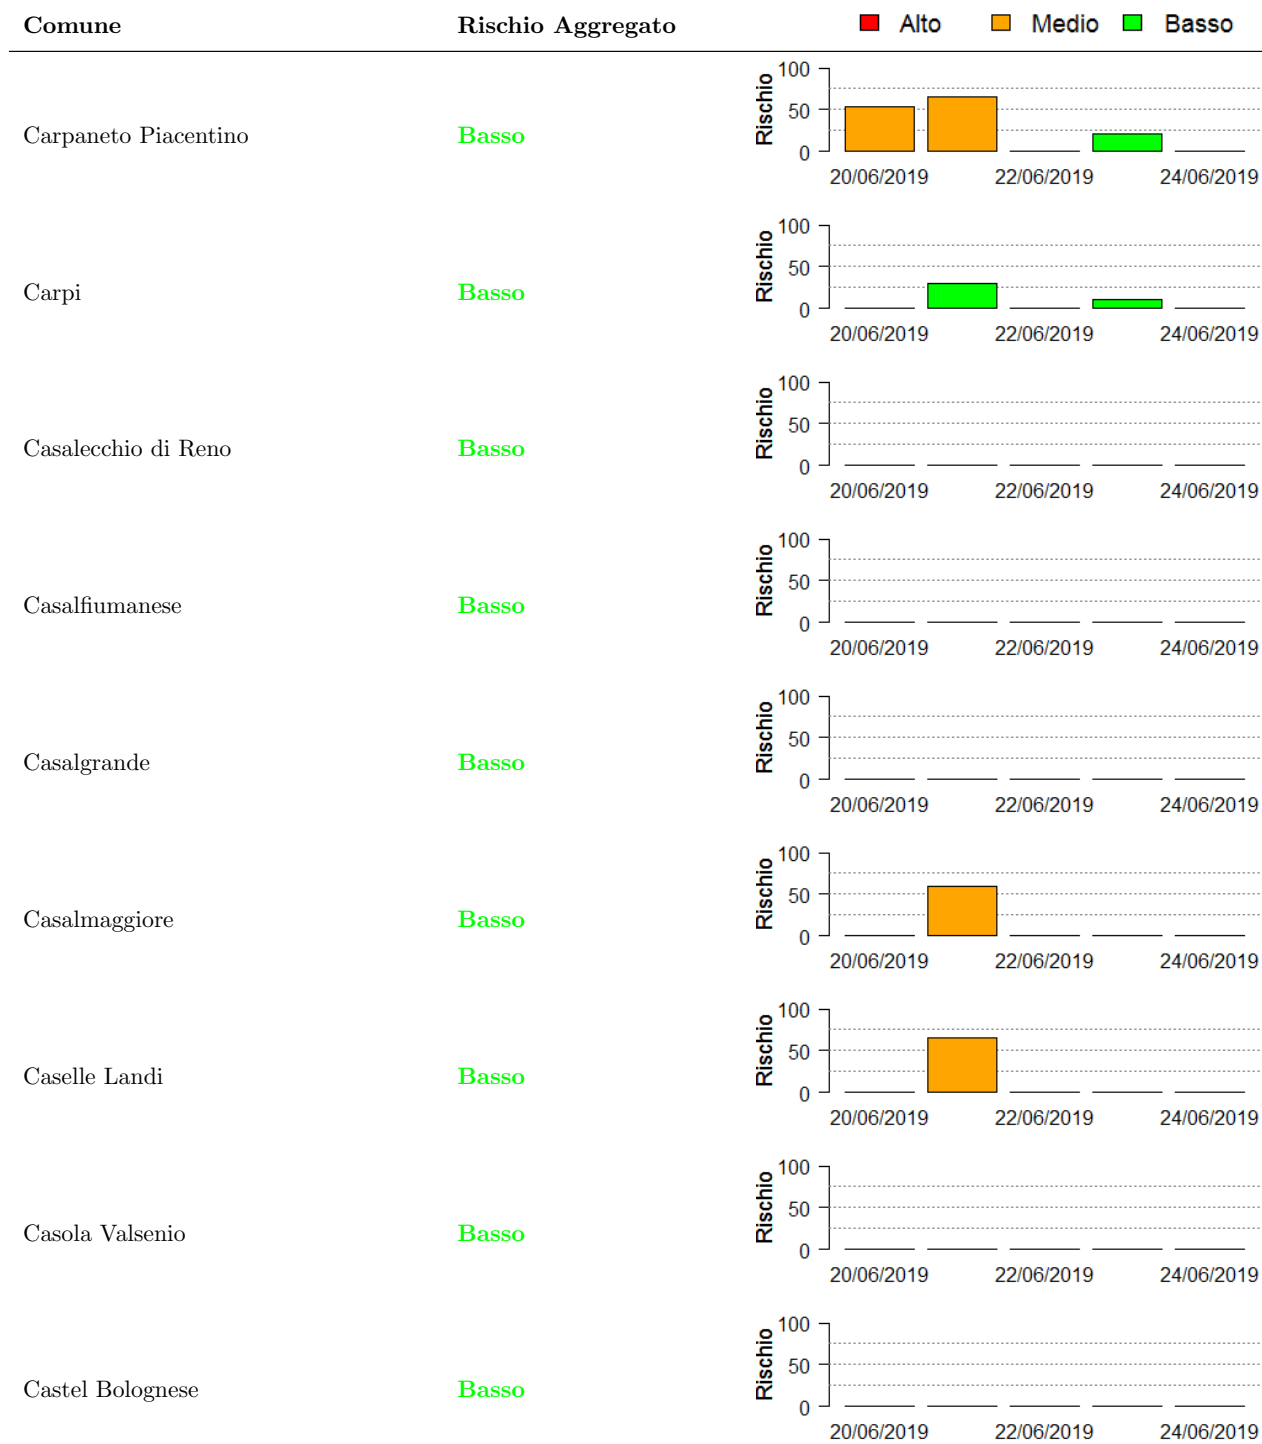 Comune Rischio Aggregato Alto Medio Basso
Carpaneto Piacentino Basso
Rischio
100
50
0
20/06/2019 22/06/2019 24/06/2019
Carpi Basso
Rischio
100
50
0
20/06/2019 22/06/2019 24/06/2019
Casalecchio di Reno Basso
Rischio
100
50
0
20/06/2019 22/06/2019 24/06/2019
Casalfiumanese Basso
Rischio
100
50
0
20/06/2019 22/06/2019 24/06/2019
Casalgrande Basso
Rischio
100
50
0
20/06/2019 22/06/2019 24/06/2019
Casalmaggiore Basso
Rischio
100
50
0
20/06/2019 22/06/2019 24/06/2019
Caselle Landi Basso
Rischio
100
50
0
20/06/2019 22/06/2019 24/06/2019
Casola Valsenio Basso
Rischio
100
50
0
20/06/2019 22/06/2019 24/06/2019
Castel Bolognese Basso
Rischio
100
50
0
20/06/2019 22/06/2019 24/06/2019